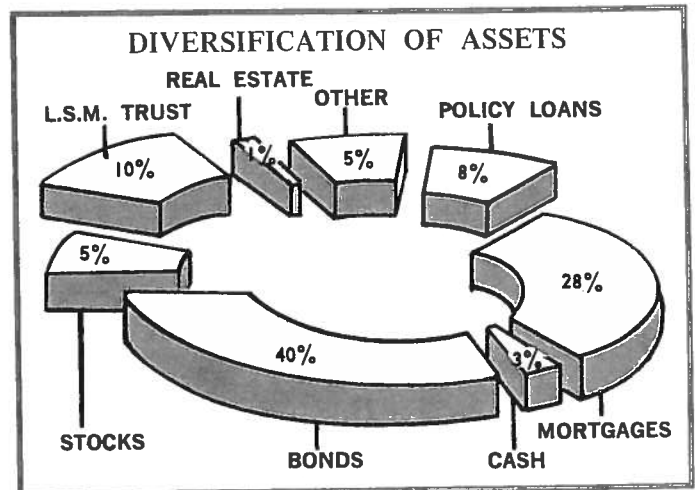 DIVERSIFICATION OF ASSETS
REAL ESTATE
OTHER
L.S.M. TRUST
POLICY LOANS
10%
1%
5%
8%
5%
28%
40%
3%
STOCKS
BONDS
CASH
MORTGAGES